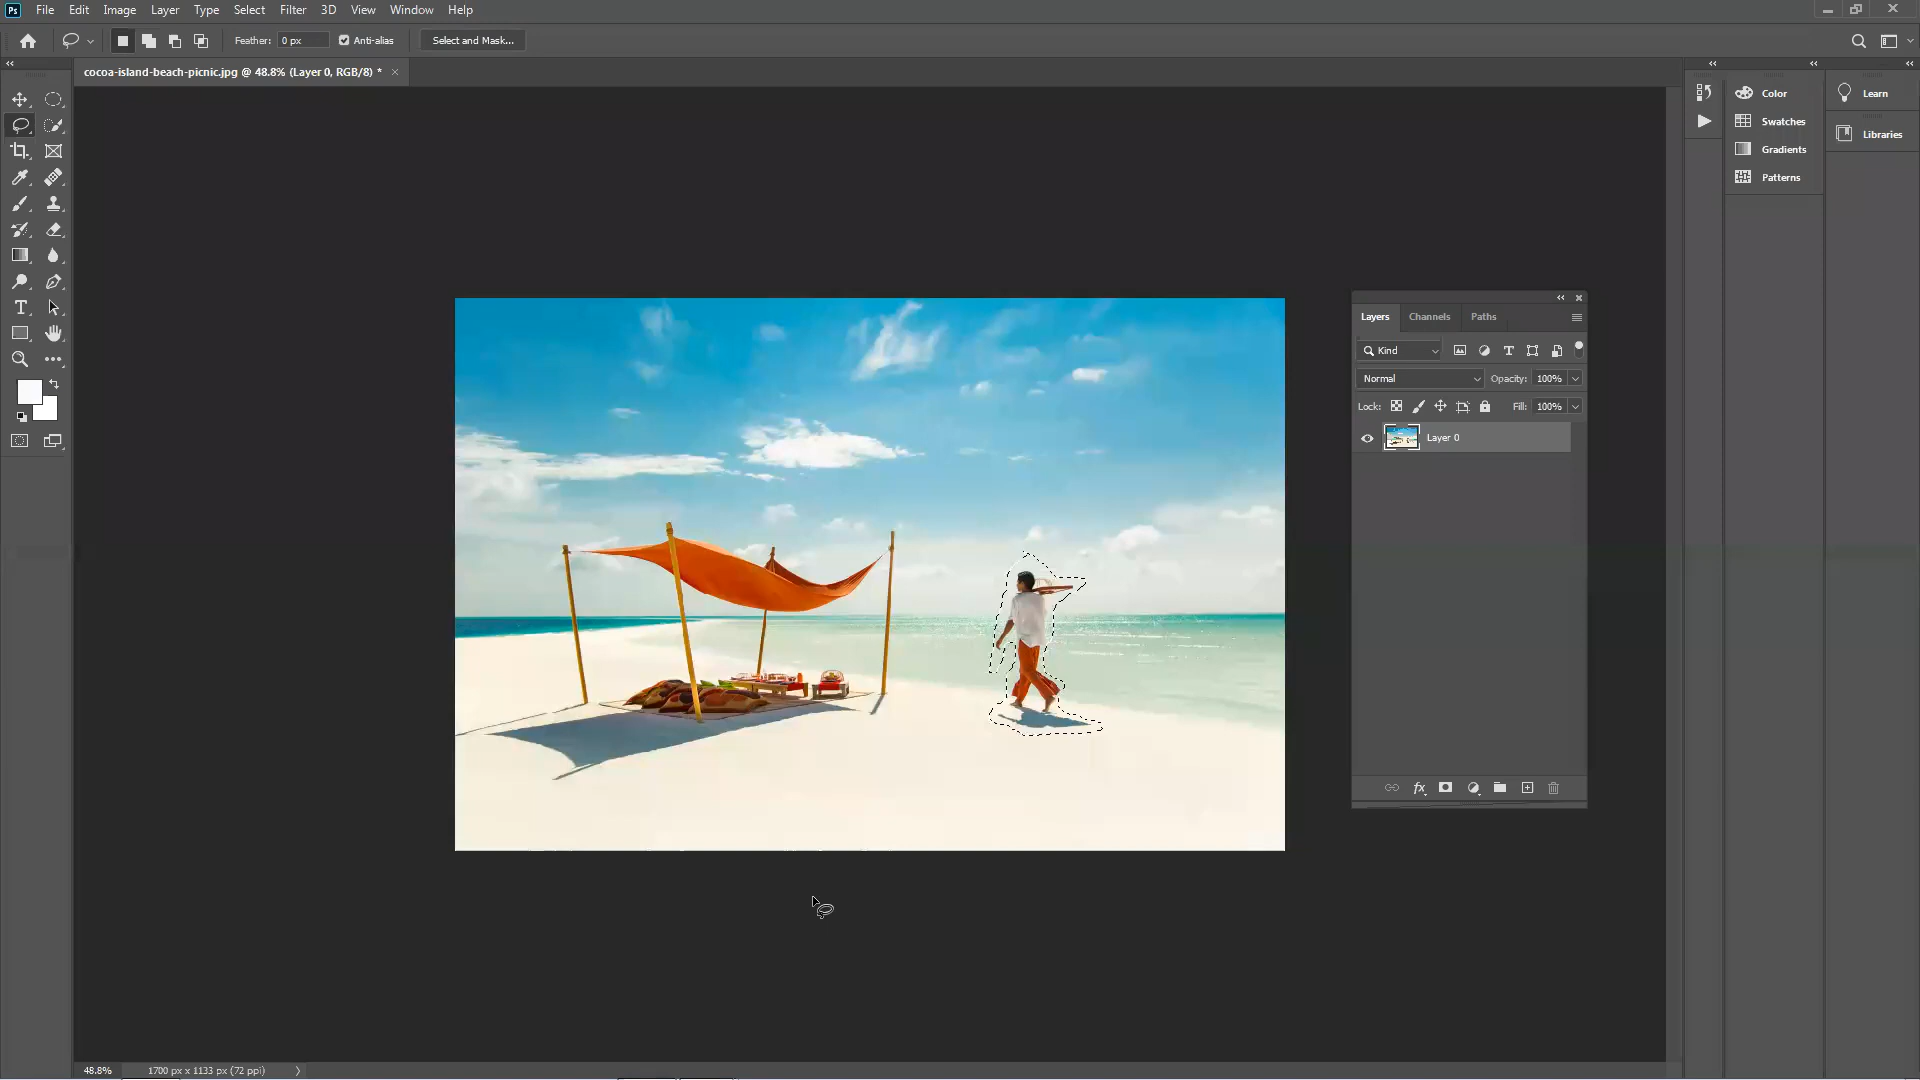 Ps File Edit Image Layer Type Select Filter 3D View Window Help
Feather: 0 px Anti-alias Select and Mask...
cocoa-island-beach-picnic.jpg @ 48.8% (Layer 0, RGB/8) *
Color
Swatches
Gradients
Patterns
Learn
Libraries
Layers Channels Paths
Kind
Normal Opacity: 100%
Lock: Fill: 100%
Layer 0
fx
48.8% 1700 px x 1133 px (72 ppi)